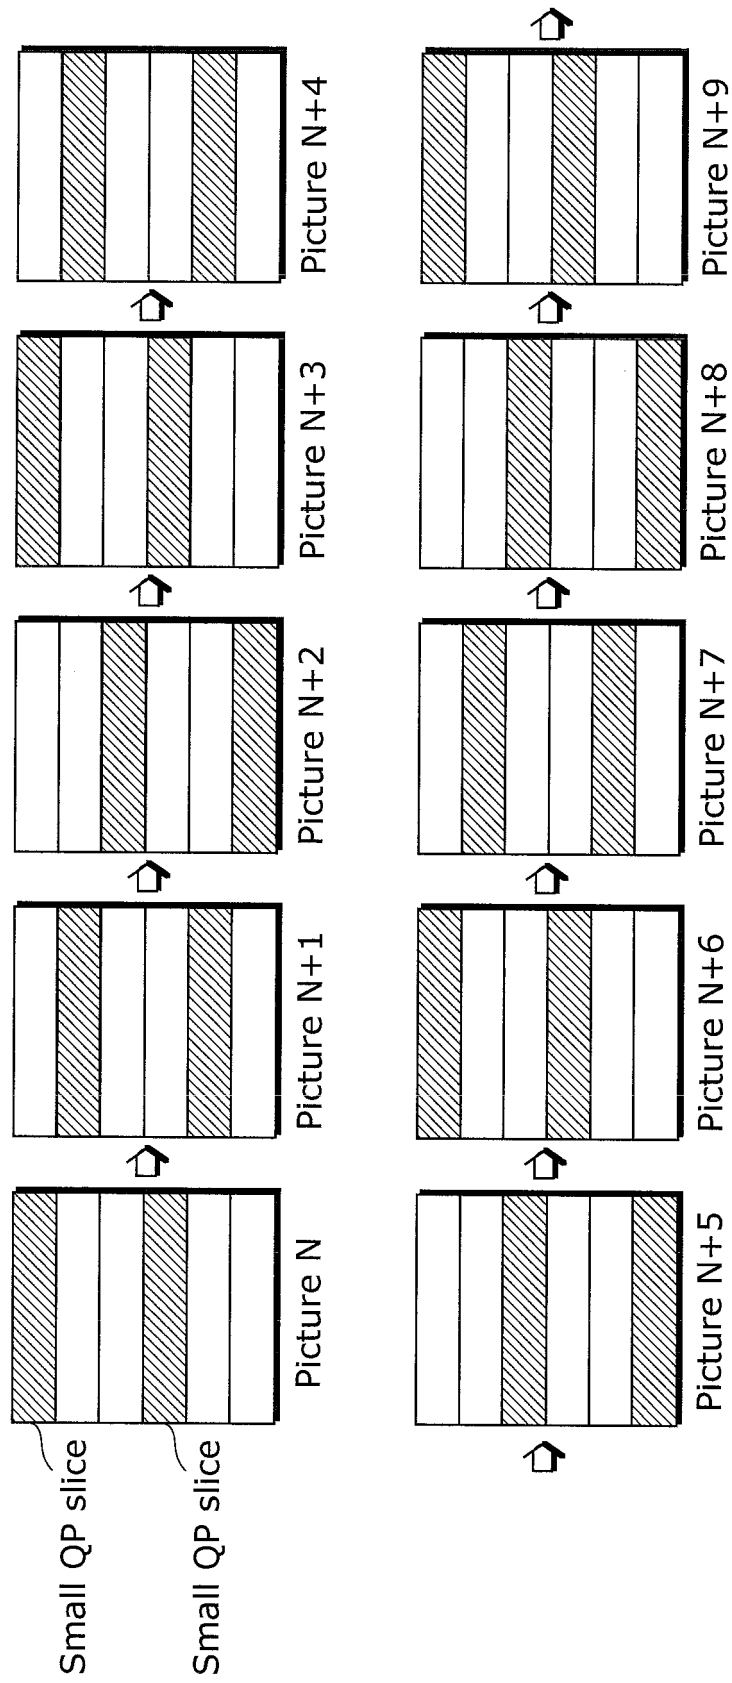 Small QP slice
Small QP slice
Picture N
Picture N+1
Picture N+2
Picture N+3
Picture N+4
Picture N+5
Picture N+6
Picture N+7
Picture N+8
Picture N+9